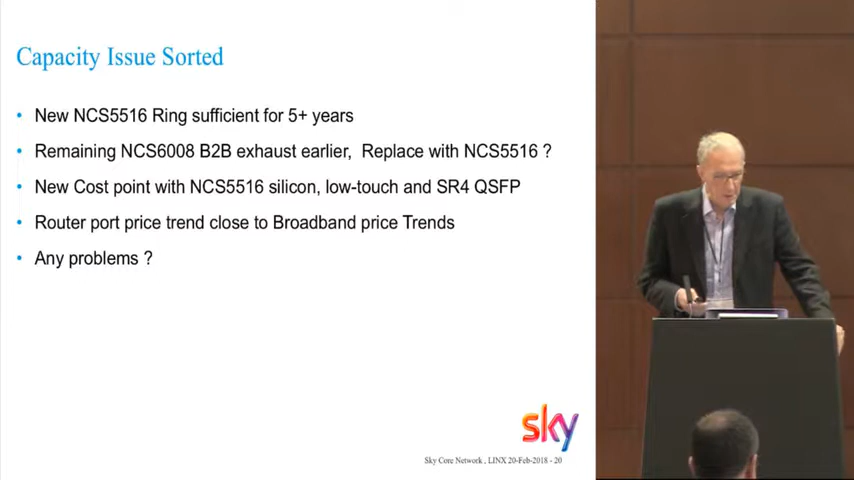 Capacity Issue Sorted
• New NCS5516 Ring sufficient for 5+ years
• Remaining NCS6008 B2B exhaust earlier, Replace with NCS5516 ?
• New Cost point with NCS5516 silicon, low-touch and SR4 QSFP
• Router port price trend close to Broadband price Trends
• Any problems ?
sky
Sky Core Network , LINX 20-Feb-2018 - 20